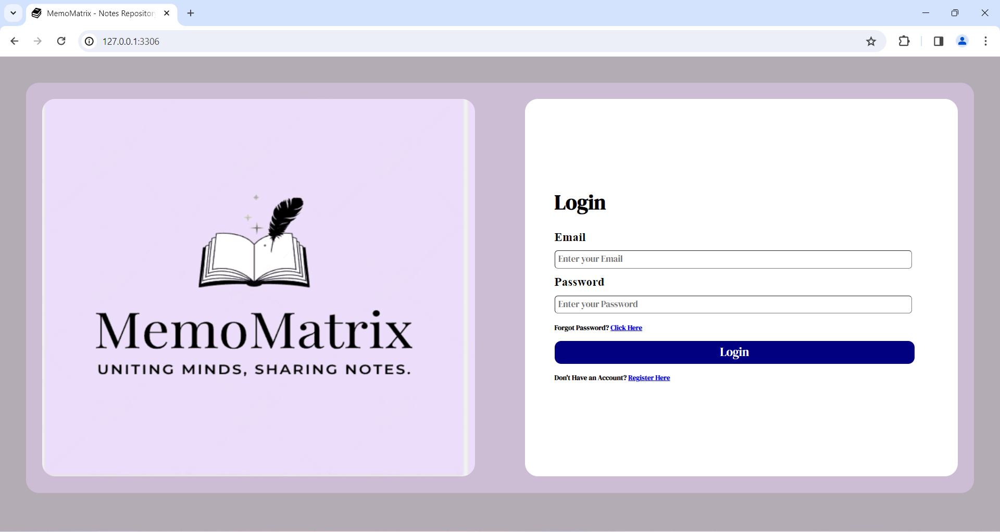 MemoMatrix - Notes Repository
127.0.0.1:3306
MemoMatrix
UNITING MINDS, SHARING NOTES.
Login
Email
Enter your Email
Password
Enter your Password
Forgot Password? Click Here
Login
Don't Have an Account? Register Here